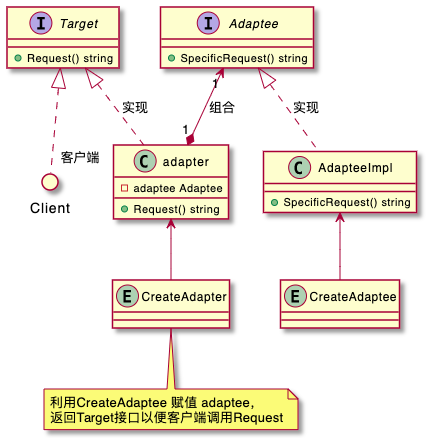 I Target
Request() string
I Adaptee
SpecificRequest() string
实现
1
组合
实现
1
客户端
Client
C adapter
adaptee Adaptee
Request() string
C AdapteeImpl
SpecificRequest() string
E CreateAdapter
E CreateAdaptee
利用CreateAdaptee 赋值 adaptee,
返回Target接口以便客户端调用Request